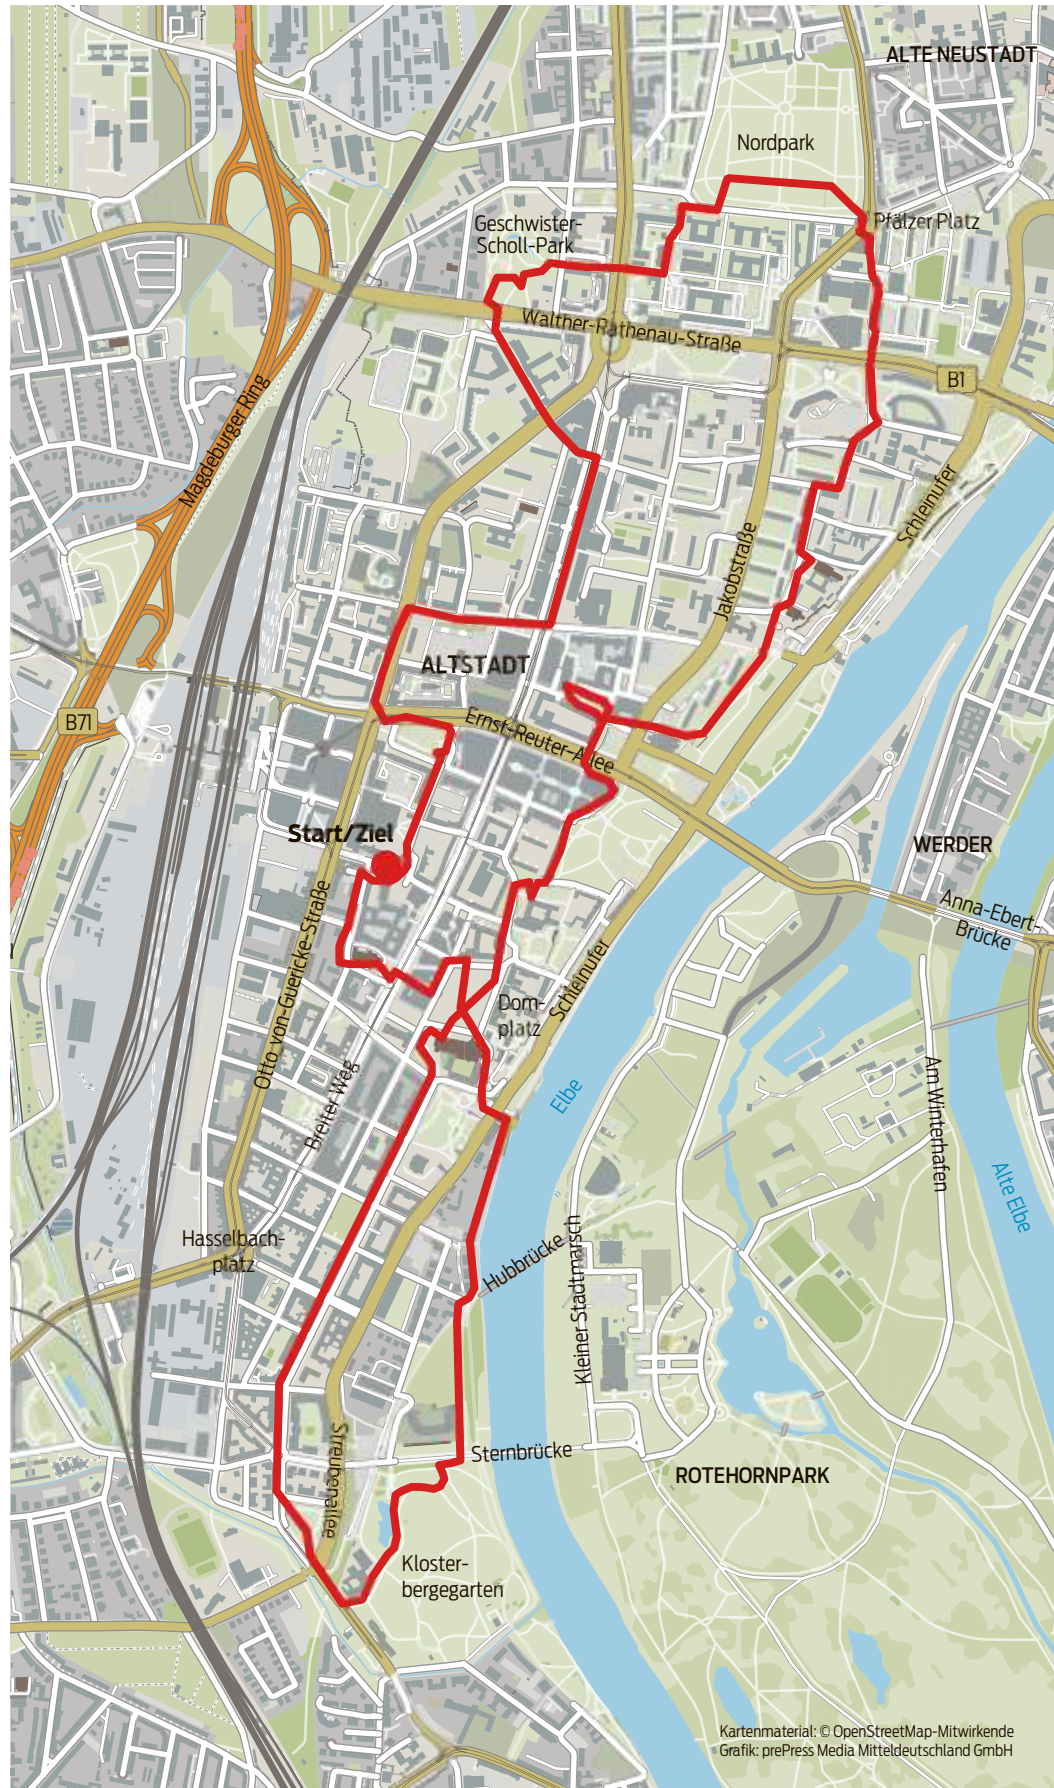 ALTE NEUSTADT
Nordpark
Pfälzer Platz
Geschwister-
Scholl-Park
Walther-Rathenau-Straße
B1
Magdeburger Ring
Schleinufer
Jakobstraße
ALTSTADT
B71
Ernst-Reuter-Allee
Start/Ziel
WERDER
Anna-Ebert-
Brücke
Otto von-Guericke-Straße
Schleinufer
Dom-
platz
Breiter Weg
Elbe
Am Winterhafen
Alte Elbe
Hasselbach-
platz
Hubbrücke
Kleiner Stadtmarsch
Sternbrücke
Steubenallee
ROTEHORNPARK
Kloster-
bergegarten
Kartenmaterial: © OpenStreetMap-Mitwirkende
Grafik: prePress Media Mitteldeutschland GmbH